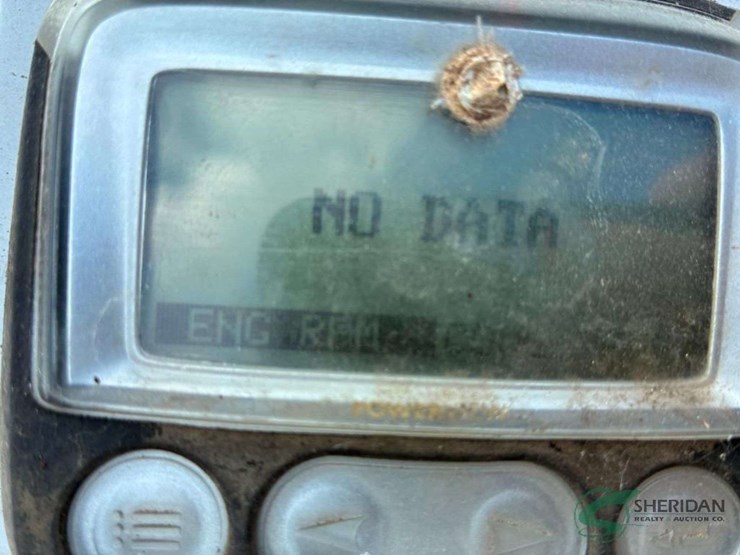 NO DATA
ENG RPM
SHERIDAN
REALTY & AUCTION CO.